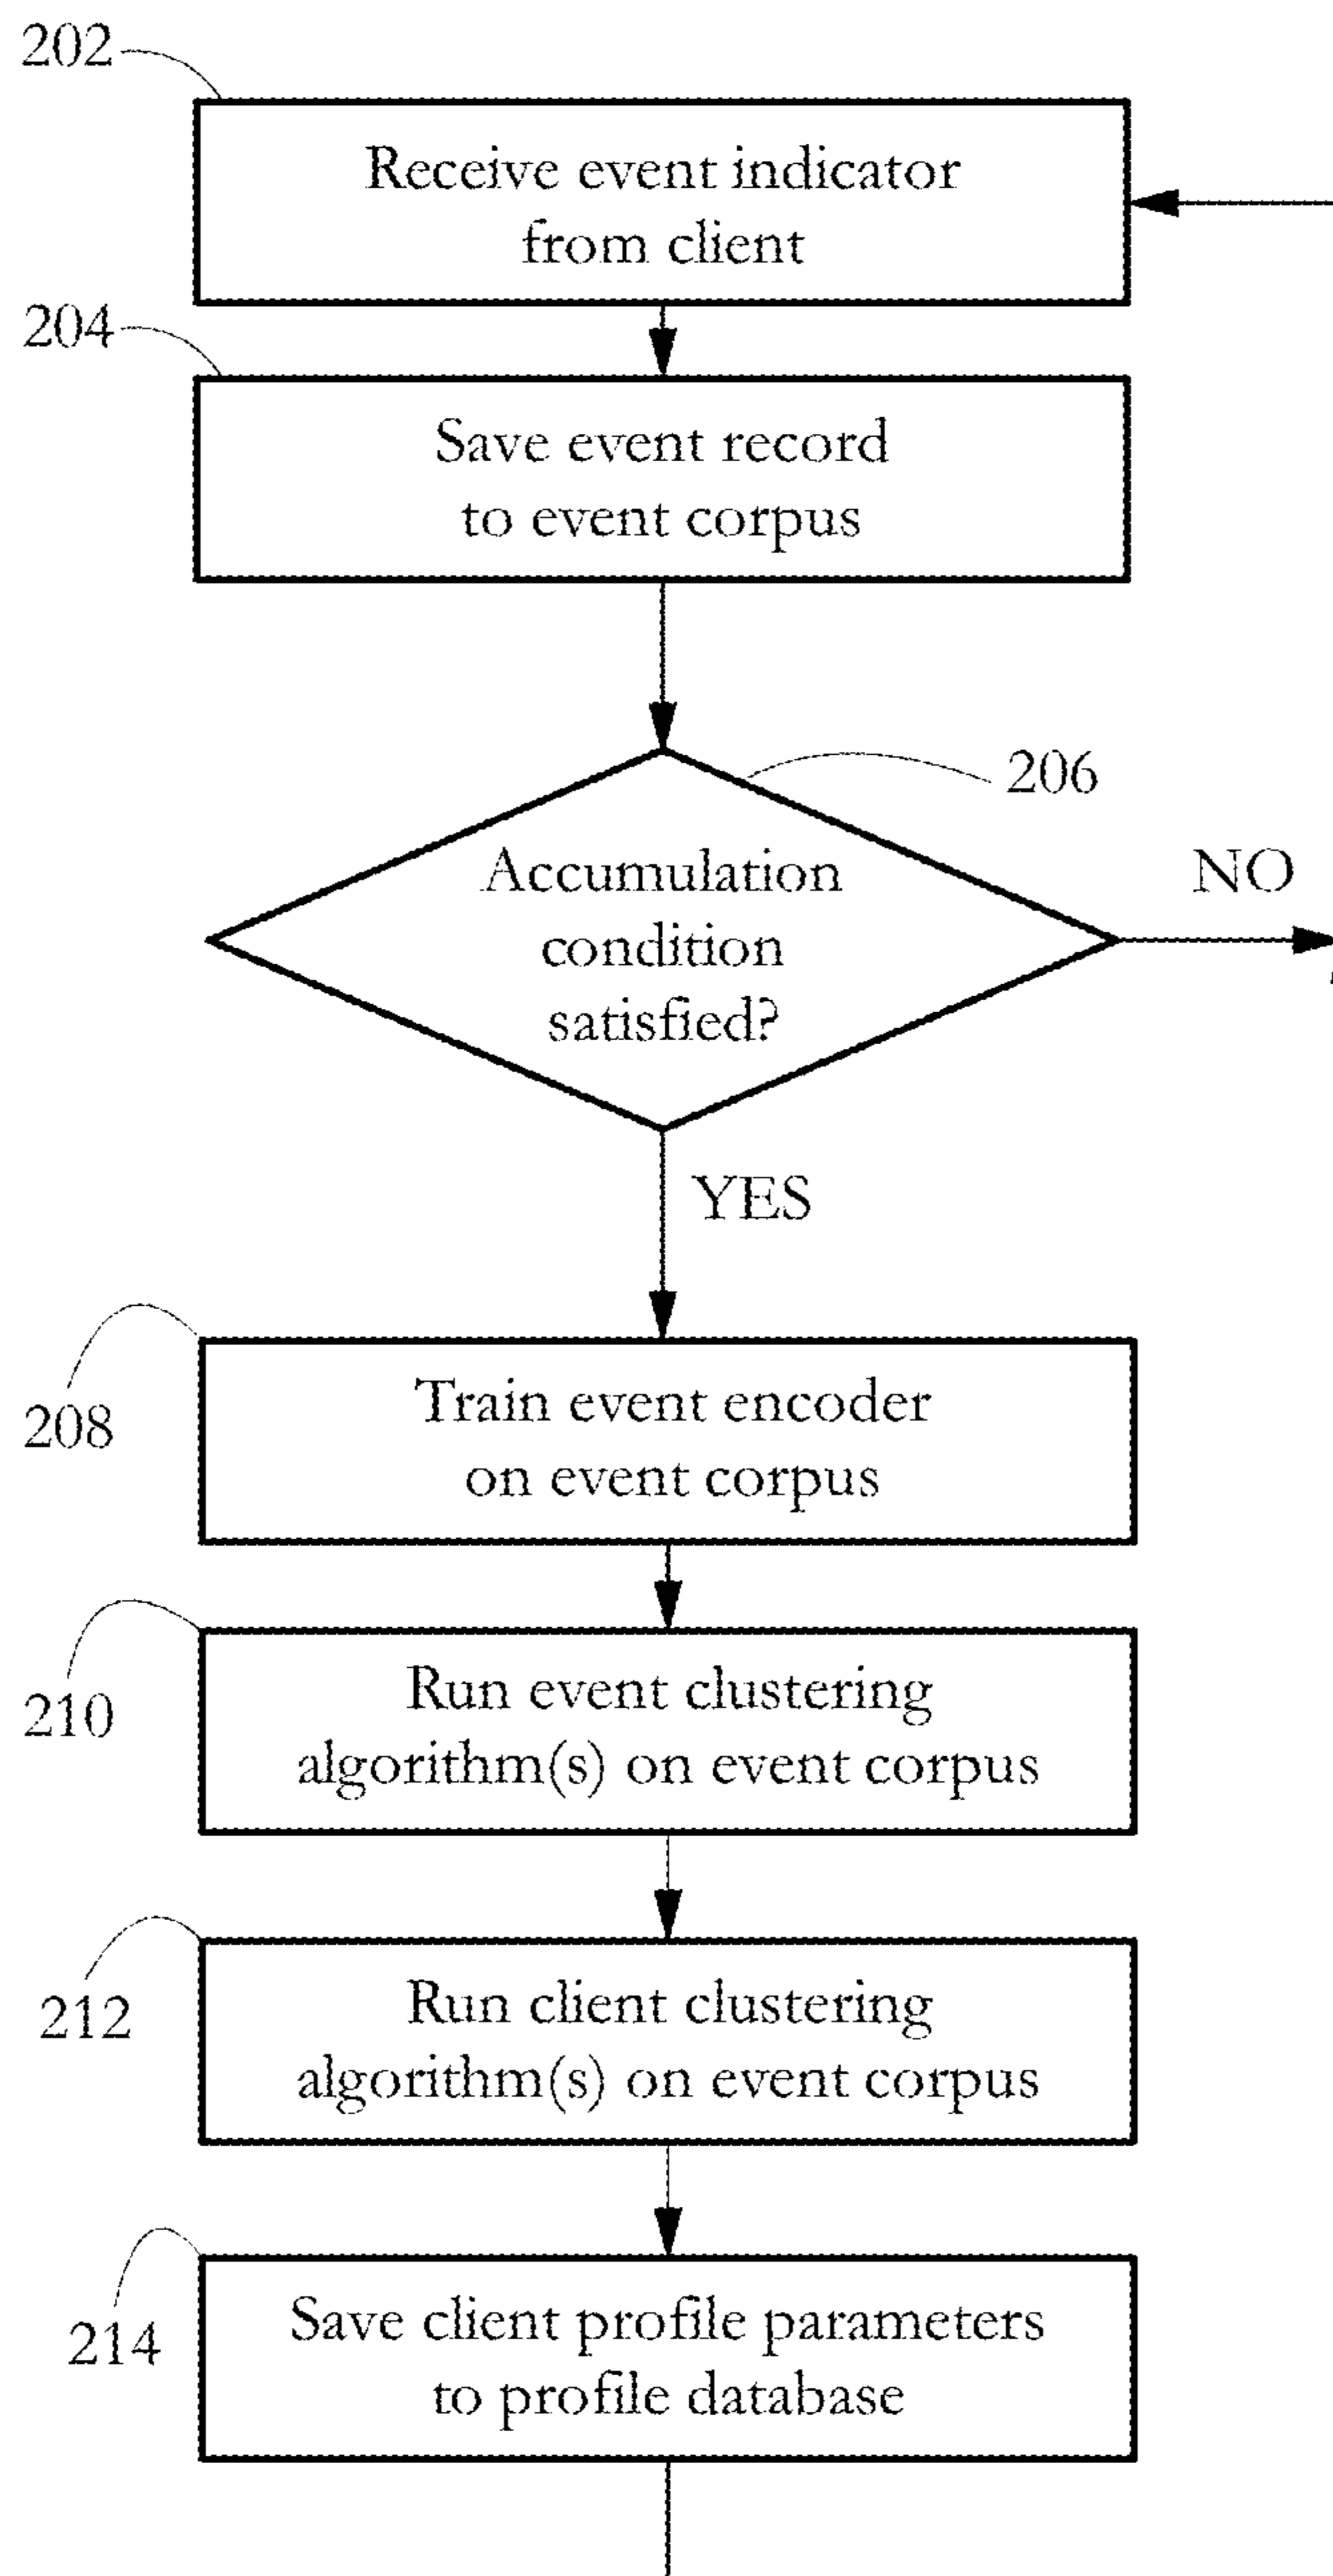 202
Receive event indicator
from client
204
Save event record
to event corpus
206
Accumulation
condition
satisfied?
NO
YES
208
Train event encoder
on event corpus
210
Run event clustering
algorithm(s) on event corpus
212
Run client clustering
algorithm(s) on event corpus
214
Save client profile parameters
to profile database